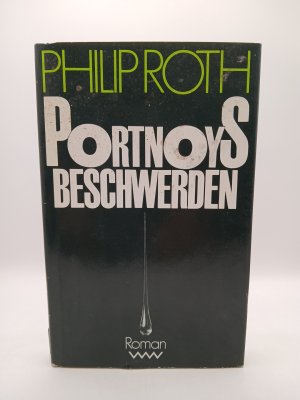 PHILIP ROTH
PORTNOYS
BESCHWERDEN
Roman